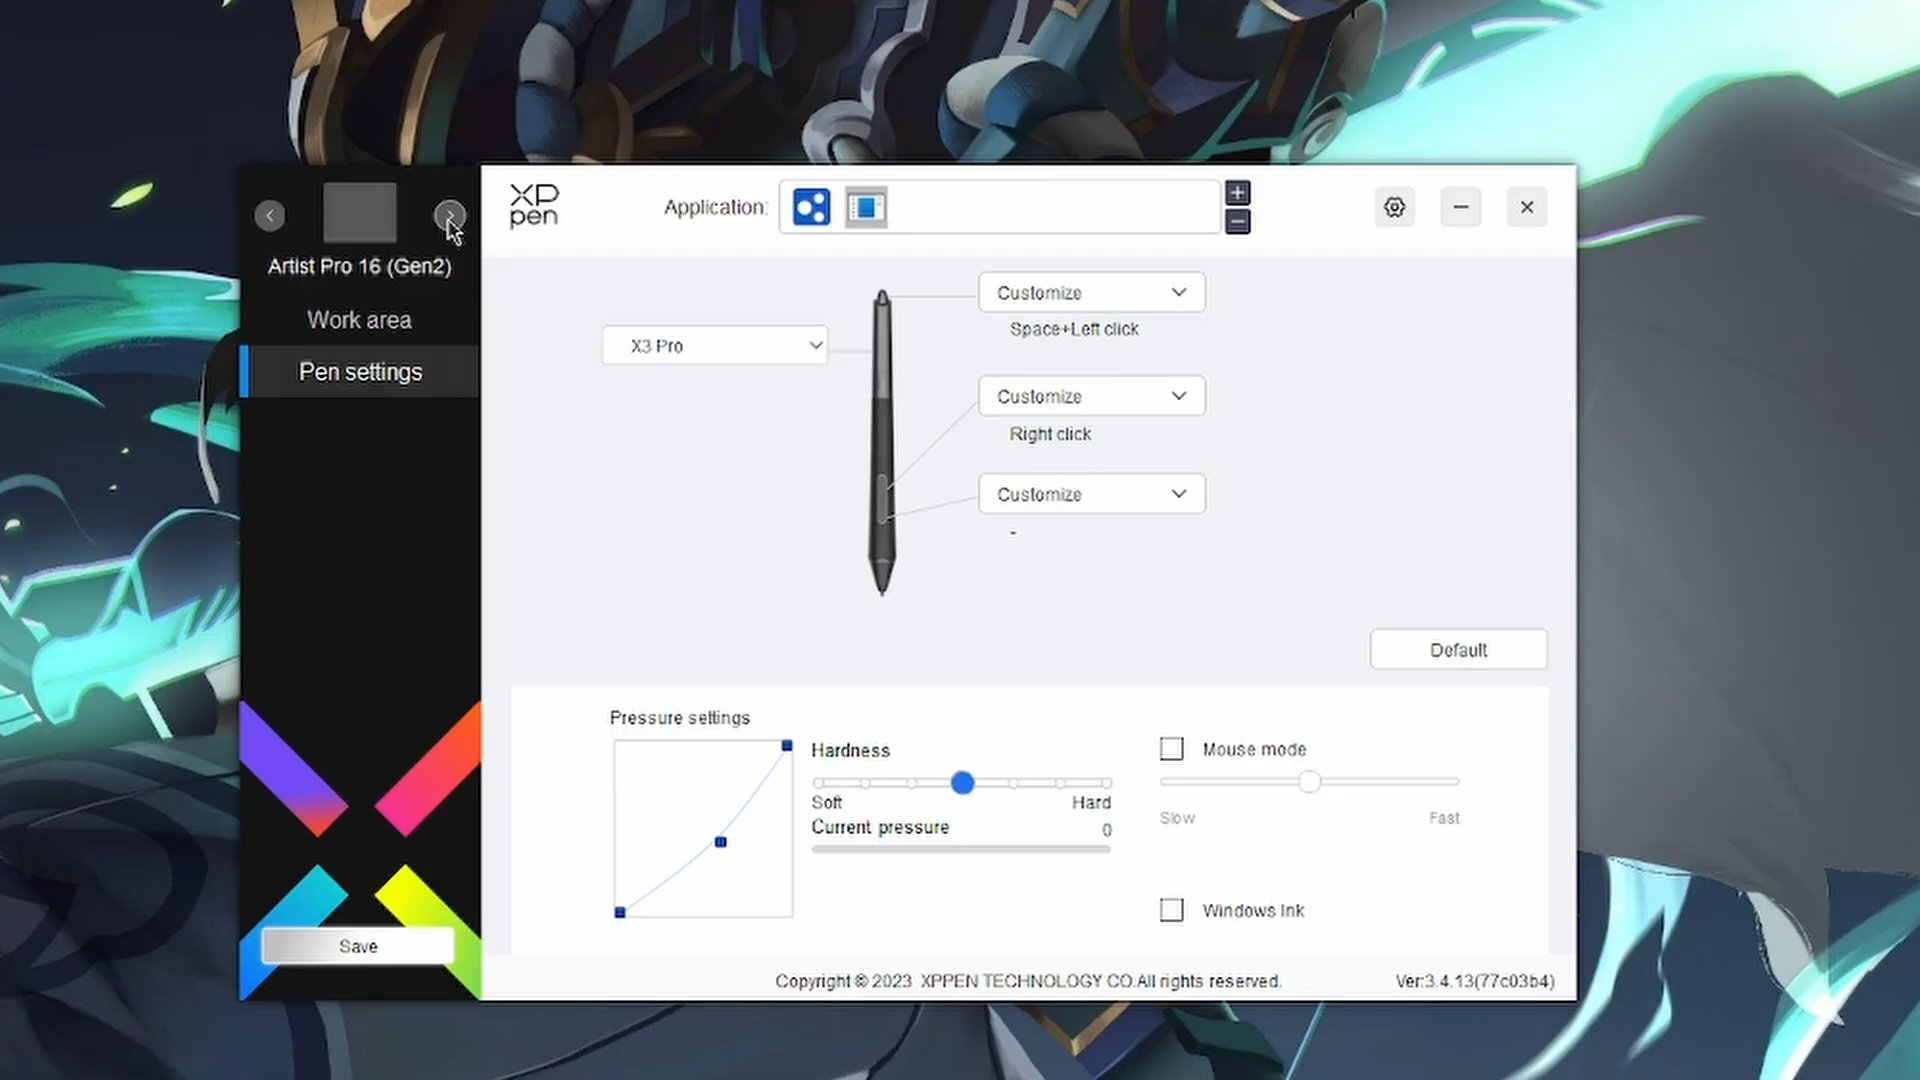 XP
pen
Application:
Artist Pro 16 (Gen2)
Work area
Pen settings
Save
X3 Pro
Customize
Space+Left click
Customize
Right click
Customize
-
Default
Pressure settings
Hardness
Soft Hard
Current pressure 0
Mouse mode
Slow Fast
Windows Ink
Copyright © 2023 XPPEN TECHNOLOGY CO.All rights reserved.
Ver:3.4.13(77c03b4)